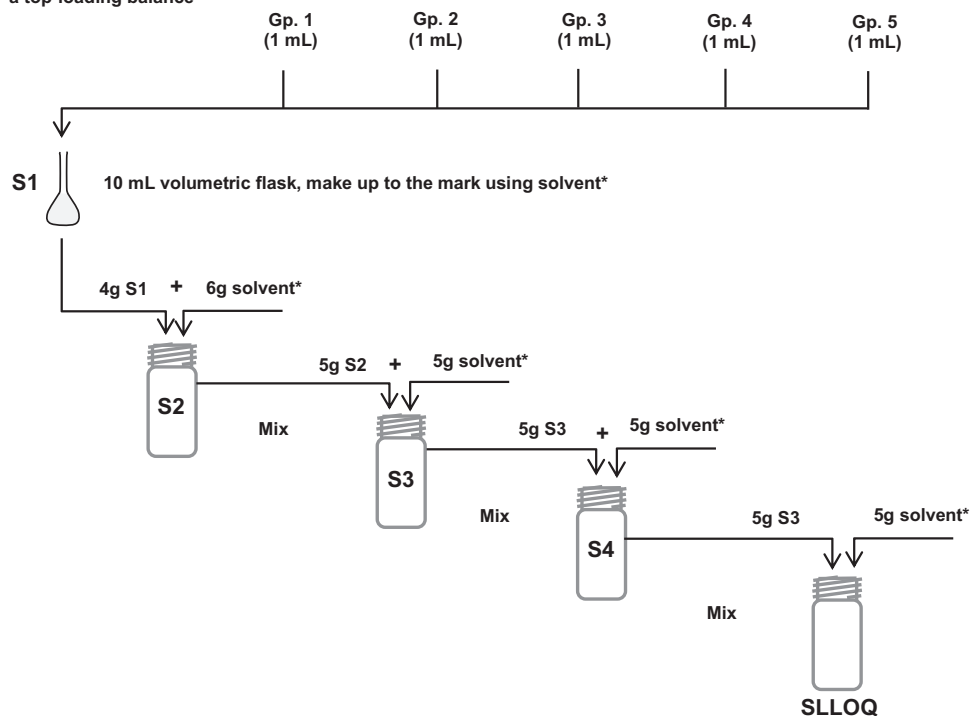 a top-loading balance
Gp. 1 Gp. 2 Gp. 3 Gp. 4 Gp. 5
(1 mL) (1 mL) (1 mL) (1 mL) (1 mL)
S1 10 mL volumetric flask, make up to the mark using solvent*
4g S1 + 6g solvent*
5g S2 + 5g solvent*
S2
Mix
5g S3 + 5g solvent*
S3
Mix
5g S3 5g solvent*
S4
Mix
SLLOQ